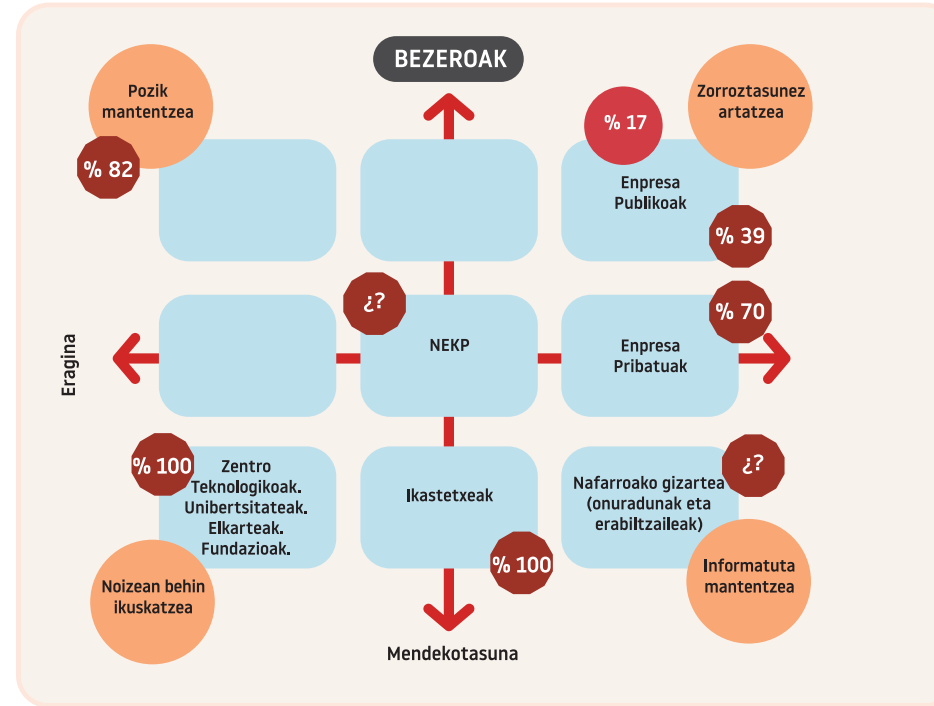 BEZEROAK
Pozik
mantentzea
% 82
% 17
Zorroztasunez
artatzea
Enpresa
Publikoak
% 39
¿?
NEKP
% 70
Enpresa
Pribatuak
Eragina
% 100
Zentro
Teknologikoak.
Unibertsitateak.
Elkarteak.
Fundazioak.
Ikastetxeak
% 100
¿?
Nafarroako gizartea
(onuradunak eta
erabiltzaileak)
Noizean behin
ikuskatzea
Informatuta
mantentzea
Mendekotasuna